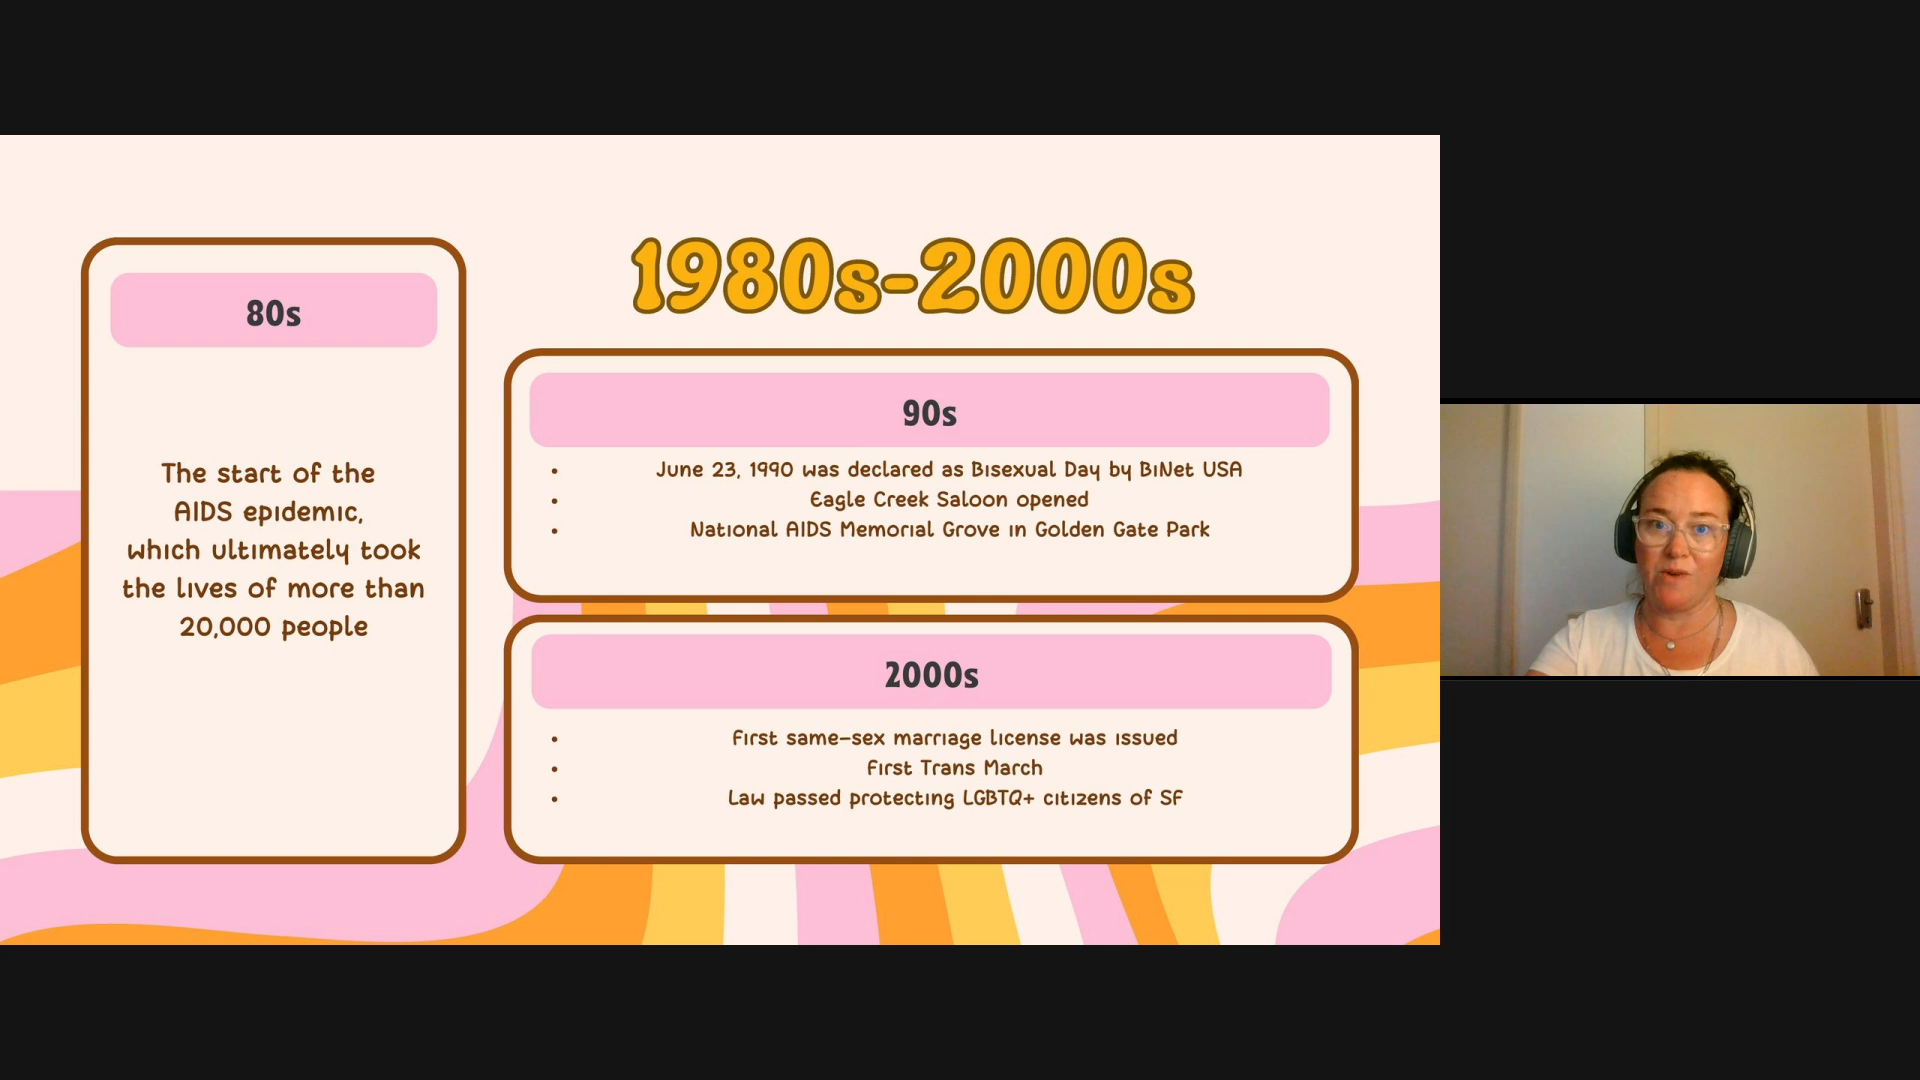 1980s-2000s
80s
The start of the
AIDS epidemic,
which ultimately took
the lives of more than
20,000 people
90s
• June 23, 1990 was declared as Bisexual Day by BiNet USA
• Eagle Creek Saloon opened
• National AIDS Memorial Grove in Golden Gate Park
2000s
• First same-sex marriage license was issued
• First Trans March
• Law passed protecting LGBTQ+ citizens of SF